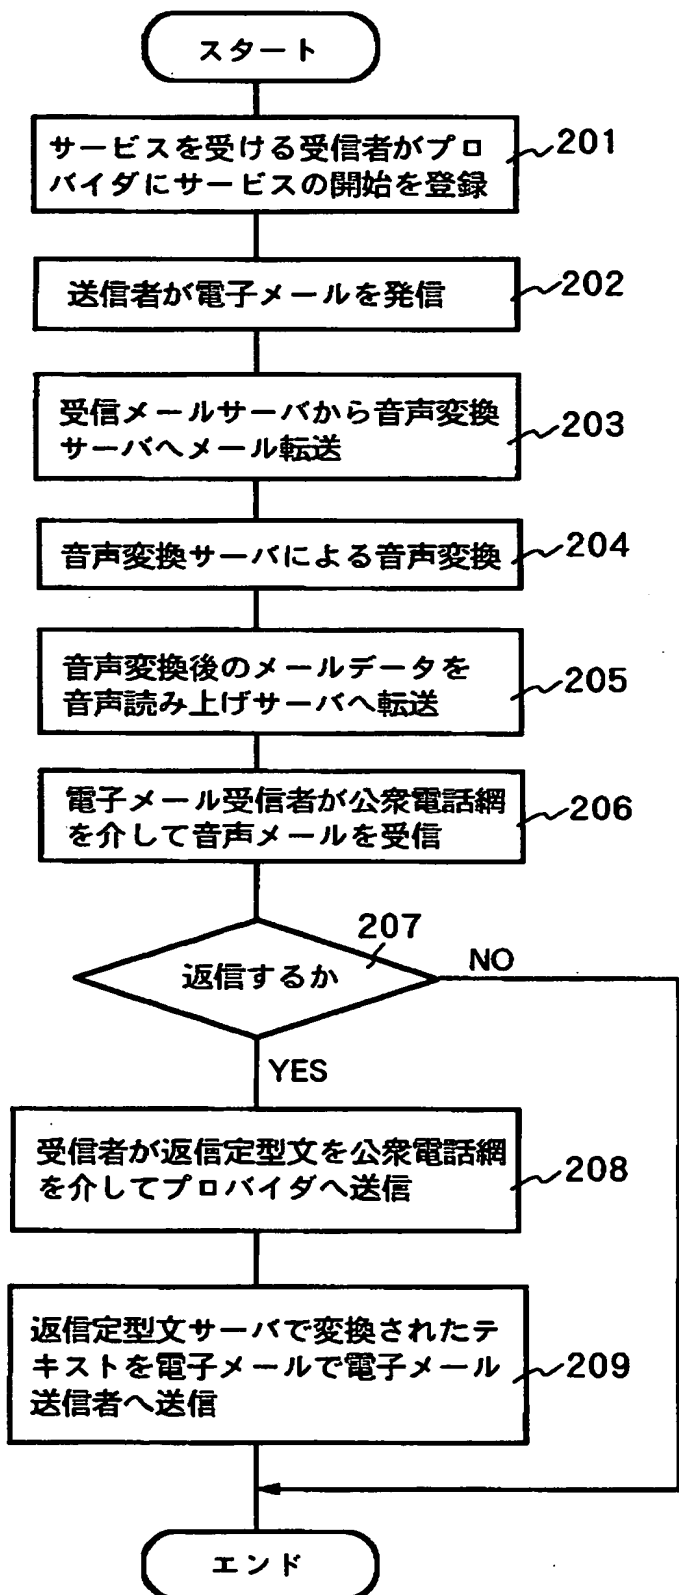 スタート
サービスを受ける受信者がプロ
バイダにサービスの開始を登録
201
送信者が電子メールを発信
202
受信メールサーバから音声変換
サーバへメール転送
203
音声変換サーバによる音声変換
204
音声変換後のメールデータを
音声読み上げサーバへ転送
205
電子メール受信者が公衆電話網
を介して音声メールを受信
206
207
返信するか
NO
YES
受信者が返信定型文を公衆電話網
を介してプロバイダへ送信
208
返信定型文サーバで変換されたテ
キストを電子メールで電子メール
送信者へ送信
209
エンド